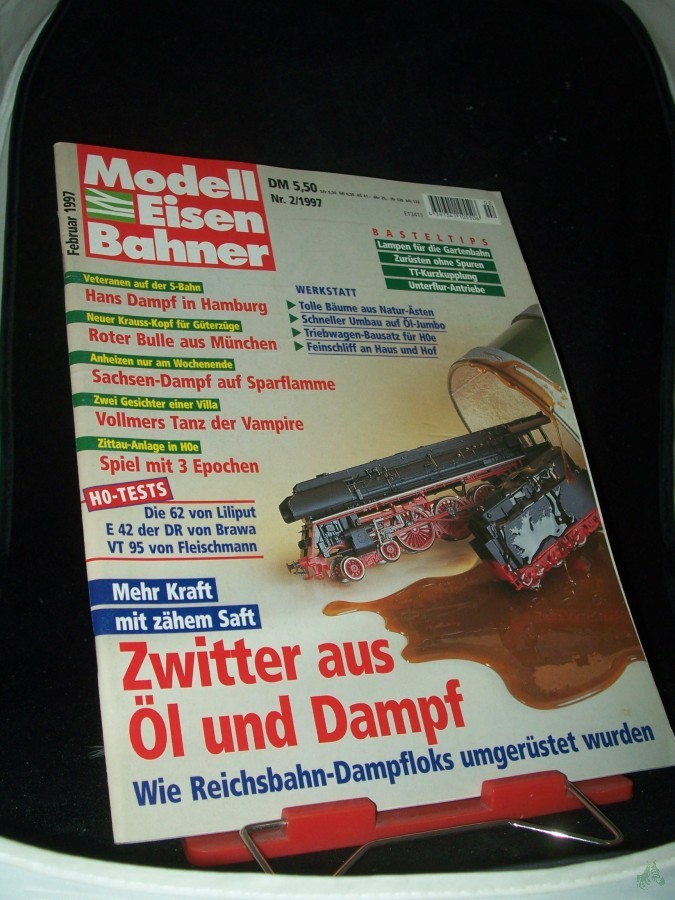 Februar 1997
Modell
Eisen
Bahner
DM 5,50
Nr. 2/1997
BASTELTIPS
Lampen für die Gartenbahn
Zurüsten ohne Spuren
TT-Kurzkupplung
Unterflur-Antriebe
Veteranen auf der S-Bahn
Hans Dampf in Hamburg
Neuer Krauss-Kopf für Güterzüge
Roter Bulle aus München
Anheizen nur am Wochenende
Sachsen-Dampf auf Sparflamme
Zwei Gesichter einer Villa
Vollmers Tanz der Vampire
Zittau-Anlage in H0e
Spiel mit 3 Epochen
WERKSTATT
Tolle Bäume aus Natur-Ästen
Schneller Umbau auf Öl-Jumbo
Triebwagen-Bausatz für H0e
Feinschliff an Haus und Hof
H0-TESTS
Die 62 von Liliput
E 42 der DR von Brawa
VT 95 von Fleischmann
Mehr Kraft
mit zähem Saft
Zwitter aus
Öl und Dampf
Wie Reichsbahn-Dampfloks umgerüstet wurden